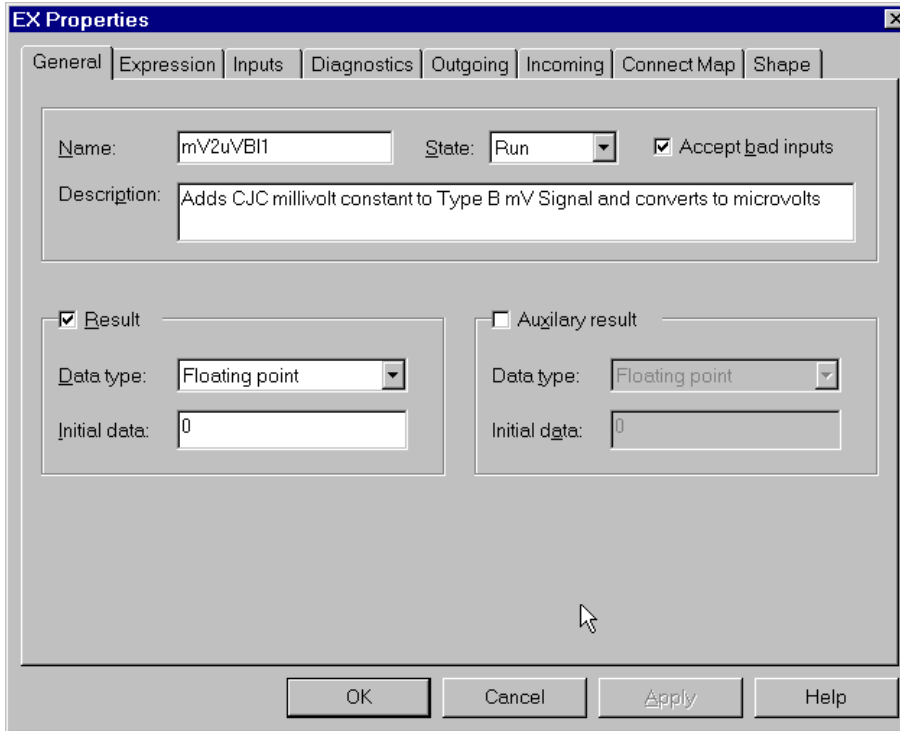 EX Properties
General Expression Inputs Diagnostics Outgoing Incoming Connect Map Shape
Name: mV2uVBl1 State: Run Accept bad inputs
Description: Adds CJC millivolt constant to Type B mV Signal and converts to microvolts
Result Auxilary result
Data type: Floating point Data type: Floating point
Initial data: 0 Initial data: 0
OK Cancel Apply Help